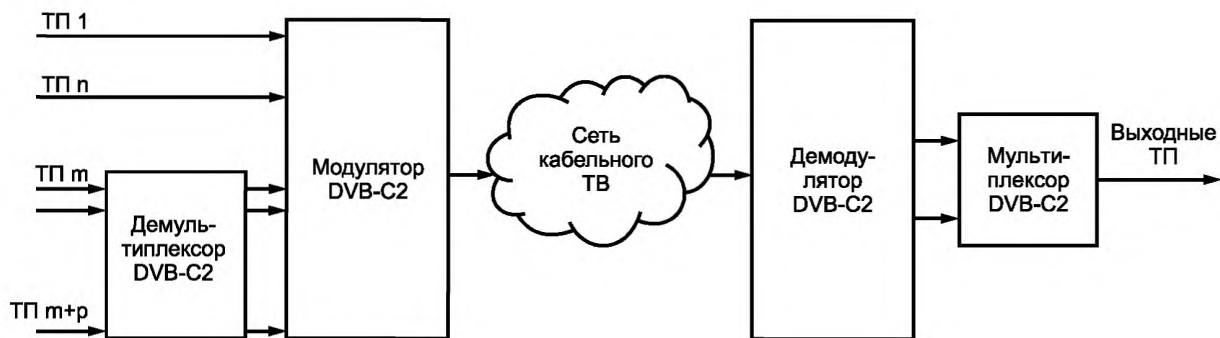 ТП 1
ТП n
ТП m
ТП m+p
Демуль-
типлексор
DVB-C2
Модулятор
DVB-C2
Сеть
кабельного
ТВ
Демоду-
лятор
DVB-C2
Мульти-
плексор
DVB-C2
Выходные
ТП